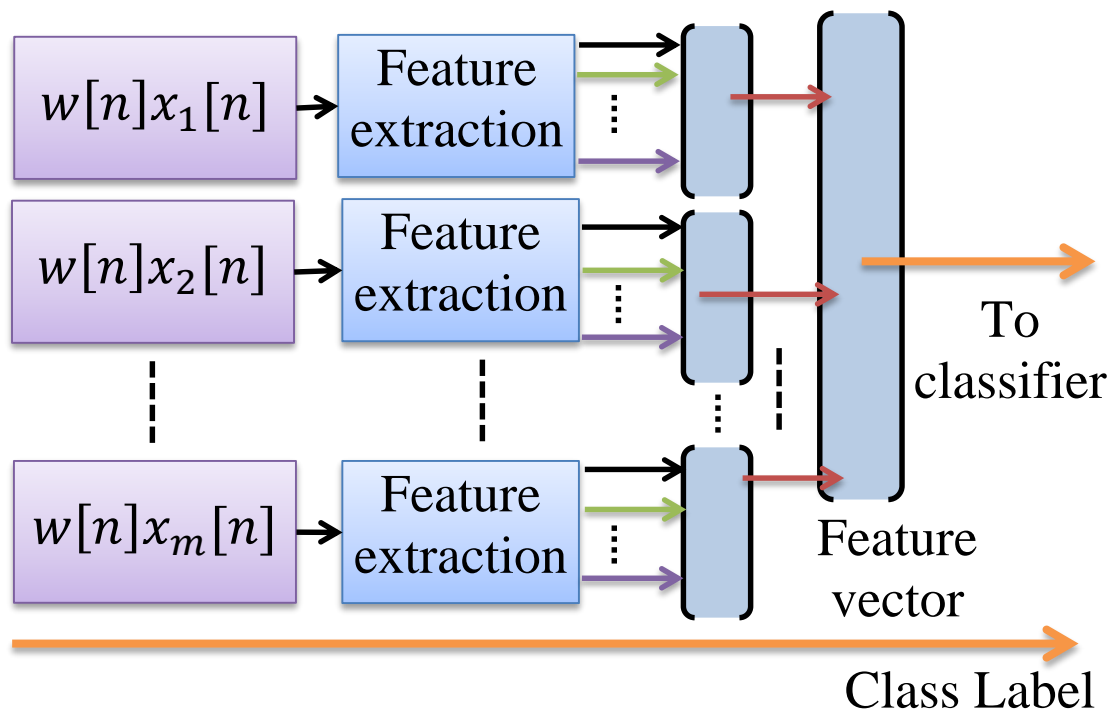 w[n]x₁[n]
Feature
extraction
w[n]x₂[n]
Feature
extraction
To
classifier
w[n]xₘ[n]
Feature
extraction
Feature
vector
Class Label